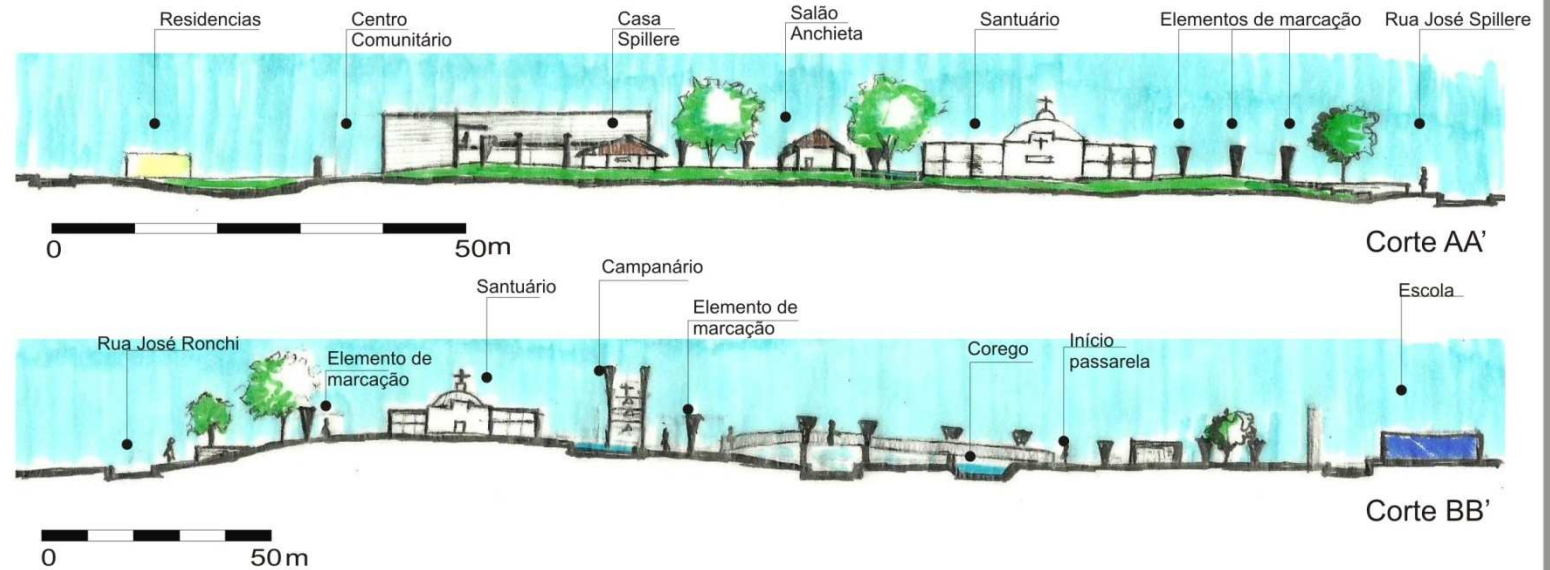 Residencias
Centro
Comunitário
Casa
Spillere
Salão
Anchieta
Santuário
Elementos de marcação
Rua José Spillere
0
50m
Corte AA'
Rua José Ronchi
Elemento de
marcação
Santuário
Campanário
Elemento de
marcação
Corego
Início
passarela
Escola
0
50m
Corte BB'